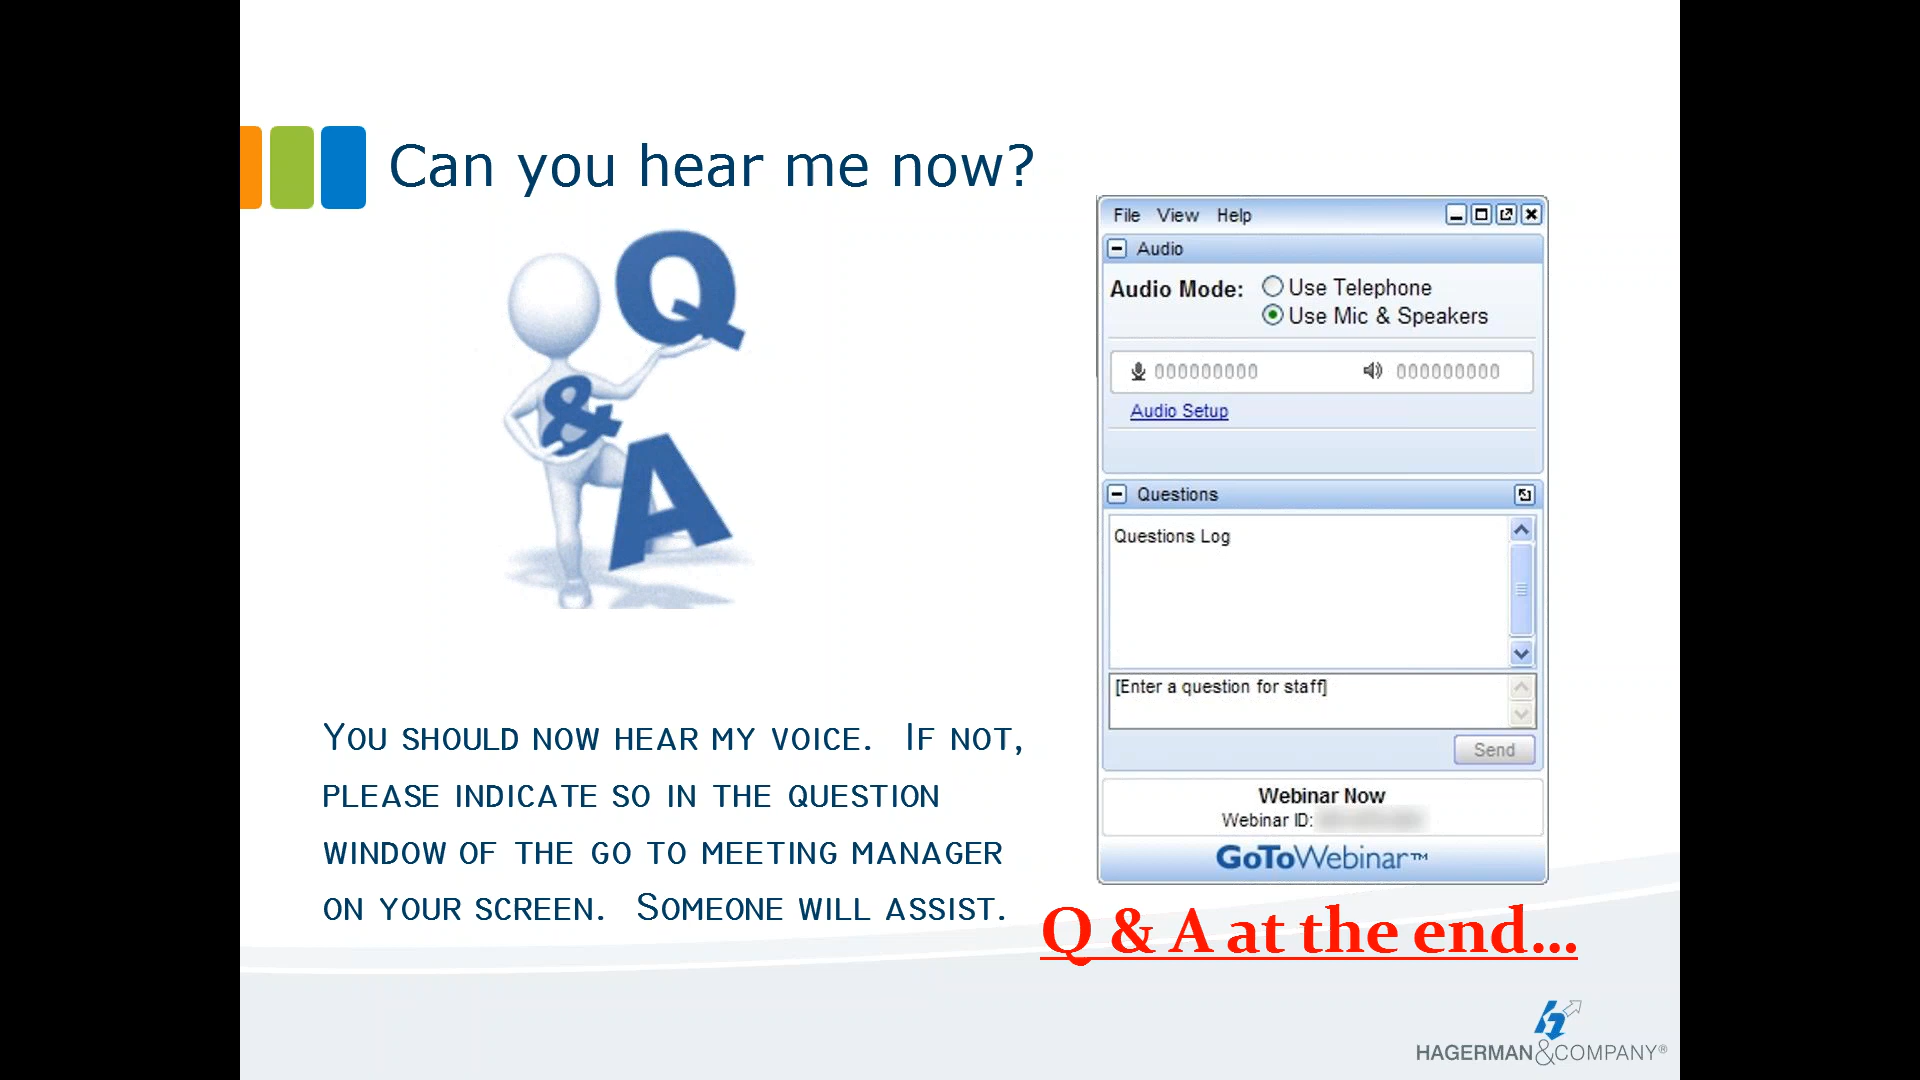 Can you hear me now?
Q
&
A
You should now hear my voice.  If not,
please indicate so in the question
window of the go to meeting manager
on your screen.  Someone will assist.
File View Help
Audio
Audio Mode: Use Telephone
Use Mic & Speakers
000000000 000000000
Audio Setup
Questions
Questions Log
[Enter a question for staff]
Send
Webinar Now
Webinar ID:
GoToWebinar™
Q & A at the end...
HAGERMAN&COMPANY®